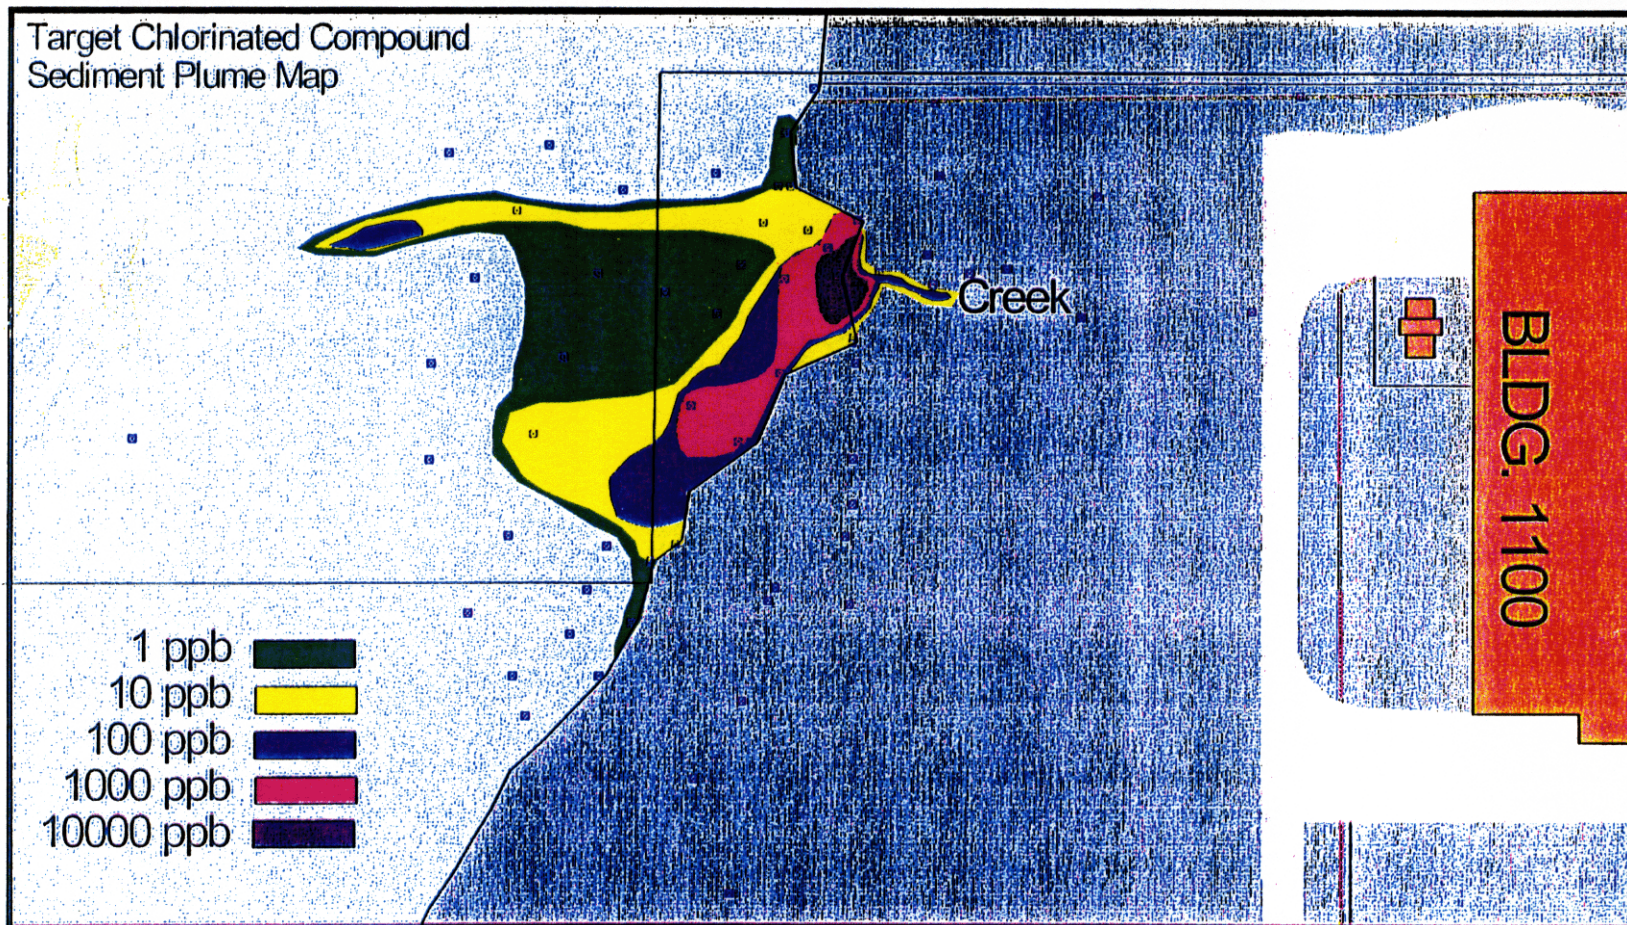 Target Chlorinated Compound
Sediment Plume Map
Creek
BLDG. 1100
1 ppb
10 ppb
100 ppb
1000 ppb
10000 ppb